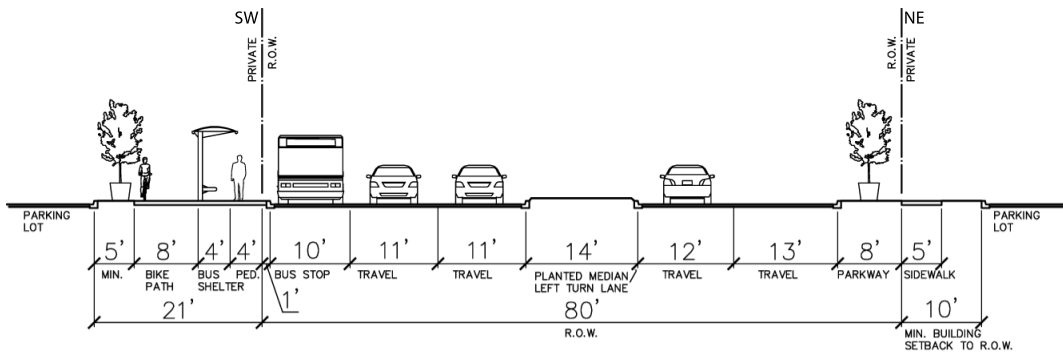 SW
NE
PRIVATE
R.O.W.
R.O.W.
PRIVATE
PARKING
LOT
PARKING
LOT
5' 8' 4' 4' 10' 11' 11' 14' 12' 13' 8' 5'
MIN.
BIKE
PATH
BUS
SHELTER
PED.
BUS STOP
TRAVEL
TRAVEL
PLANTED MEDIAN
LEFT TURN LANE
TRAVEL
TRAVEL
PARKWAY
SIDEWALK
1'
21' 80' 10'
R.O.W.
MIN. BUILDING
SETBACK TO R.O.W.